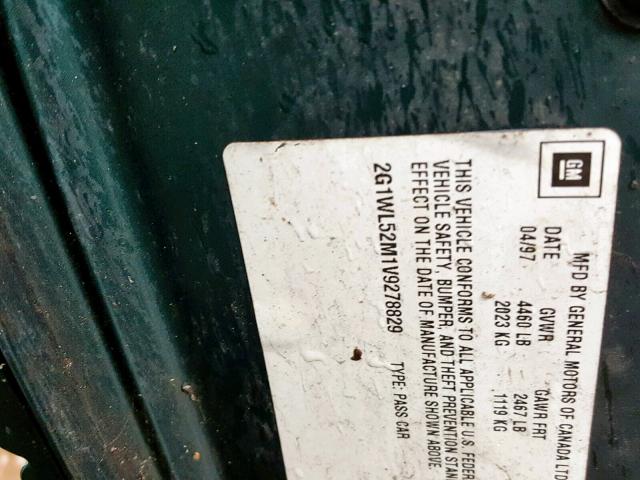 GM
MFD BY GENERAL MOTORS OF CANADA LTD
DATE GVWR GAWR FRT
04/97 4460 LB 2467 LB
2023 KG 1119 KG
THIS VEHICLE CONFORMS TO ALL APPLICABLE U.S. FEDER
VEHICLE SAFETY, BUMPER, AND THEFT PREVENTION STAN
EFFECT ON THE DATE OF MANUFACTURE SHOWN ABOVE.
2G1WL52M1V9278829 TYPE: PASS CAR